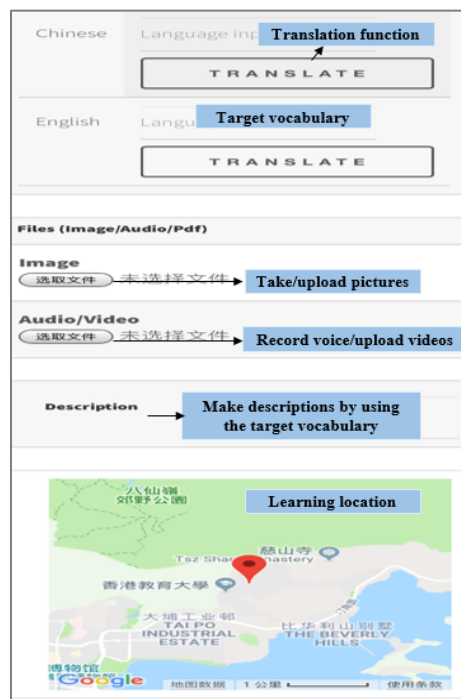 Chinese
Language inp
Translation function
TRANSLATE
English
Langu
Target vocabulary
TRANSLATE
Files (Image/Audio/Pdf)
Image
选取文件 未选择文件
Take/upload pictures
Audio/Video
选取文件 未选择文件
Record voice/upload videos
Description
Make descriptions by using
the target vocabulary
八仙嶺
郊野公園
Learning location
慈山寺
Tsz Shan Monastery
香港教育大學
大埔工业邨
TAI PO
INDUSTRIAL
ESTATE
比华利山别墅
THE BEVERLY
HILLS
博物馆
Google
地图数据
1 公里
使用条款